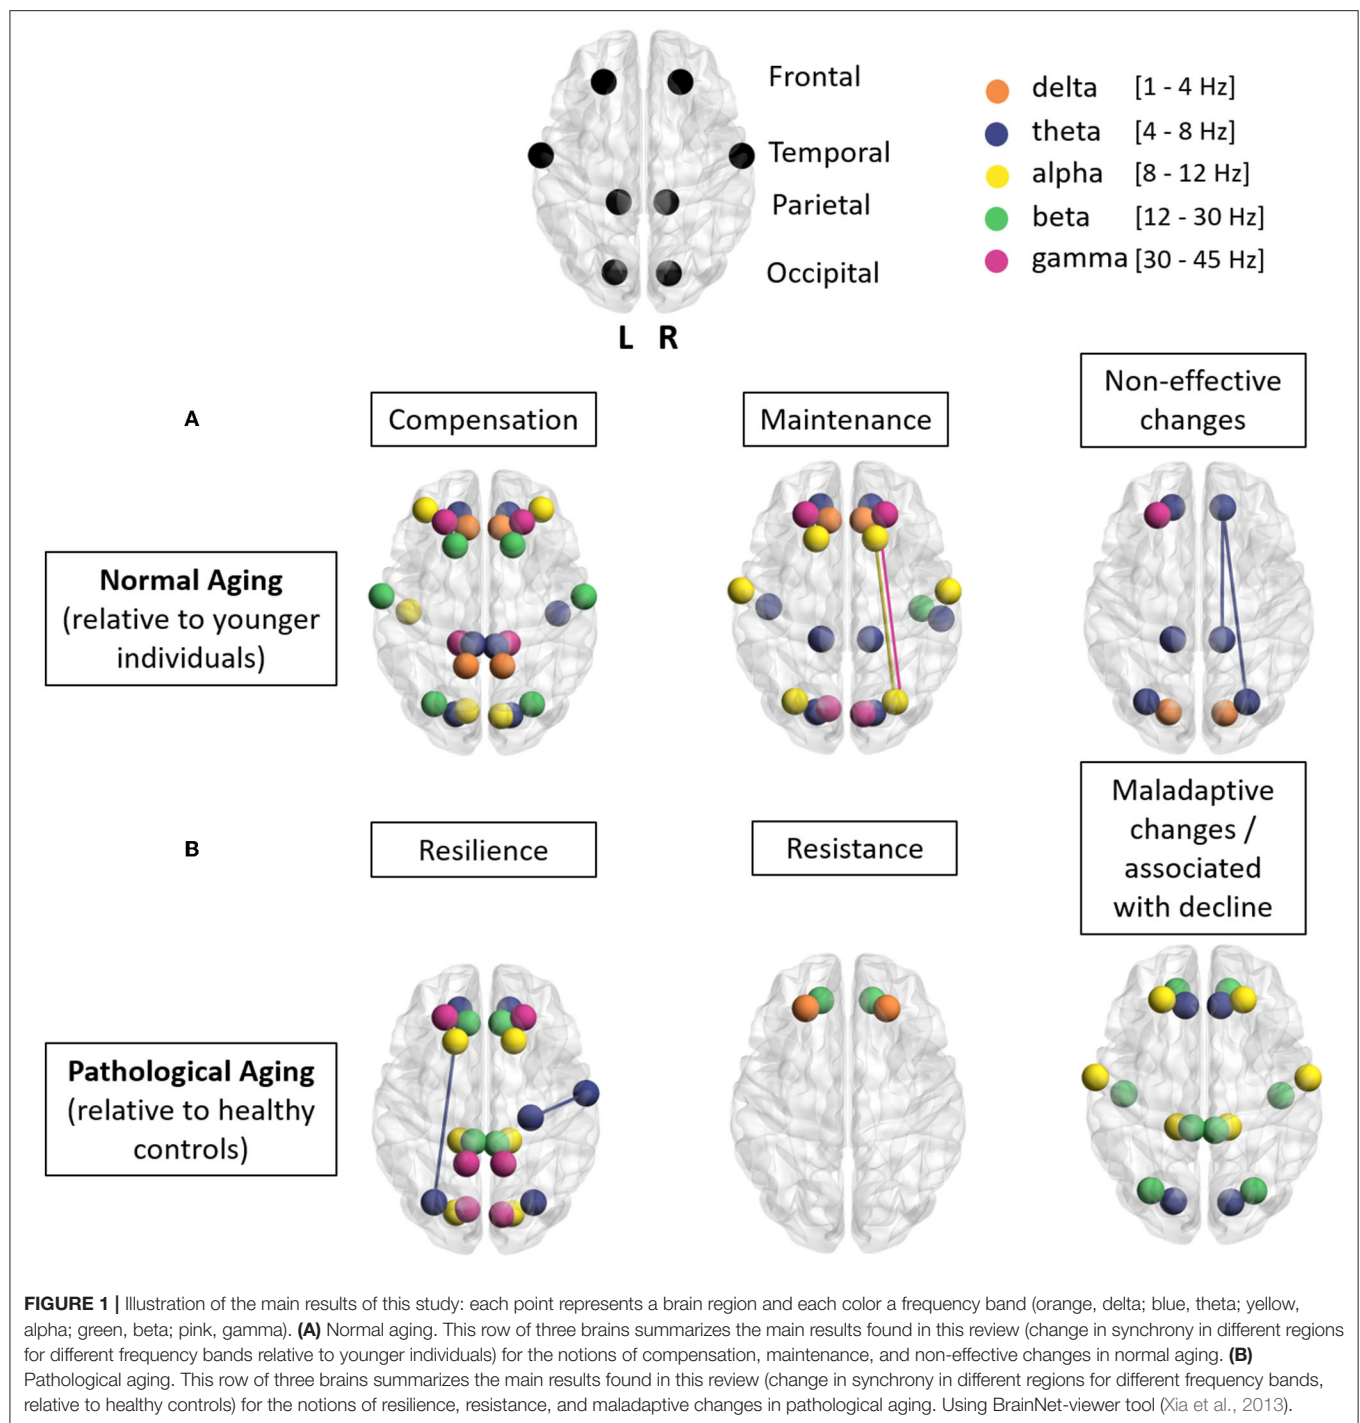 Frontal
Temporal
Parietal
Occipital
L R
delta [1 - 4 Hz]
theta [4 - 8 Hz]
alpha [8 - 12 Hz]
beta [12 - 30 Hz]
gamma [30 - 45 Hz]
A
Compensation
Maintenance
Non-effective
changes
Normal Aging
(relative to younger
individuals)
B
Resilience
Resistance
Maladaptive
changes /
associated
with decline
Pathological Aging
(relative to healthy
controls)
FIGURE 1 | Illustration of the main results of this study: each point represents a brain region and each color a frequency band (orange, delta; blue, theta; yellow,
alpha; green, beta; pink, gamma). (A) Normal aging. This row of three brains summarizes the main results found in this review (change in synchrony in different regions
for different frequency bands relative to younger individuals) for the notions of compensation, maintenance, and non-effective changes in normal aging. (B)
Pathological aging. This row of three brains summarizes the main results found in this review (change in synchrony in different regions for different frequency bands,
relative to healthy controls) for the notions of resilience, resistance, and maladaptive changes in pathological aging. Using BrainNet-viewer tool (Xia et al., 2013).